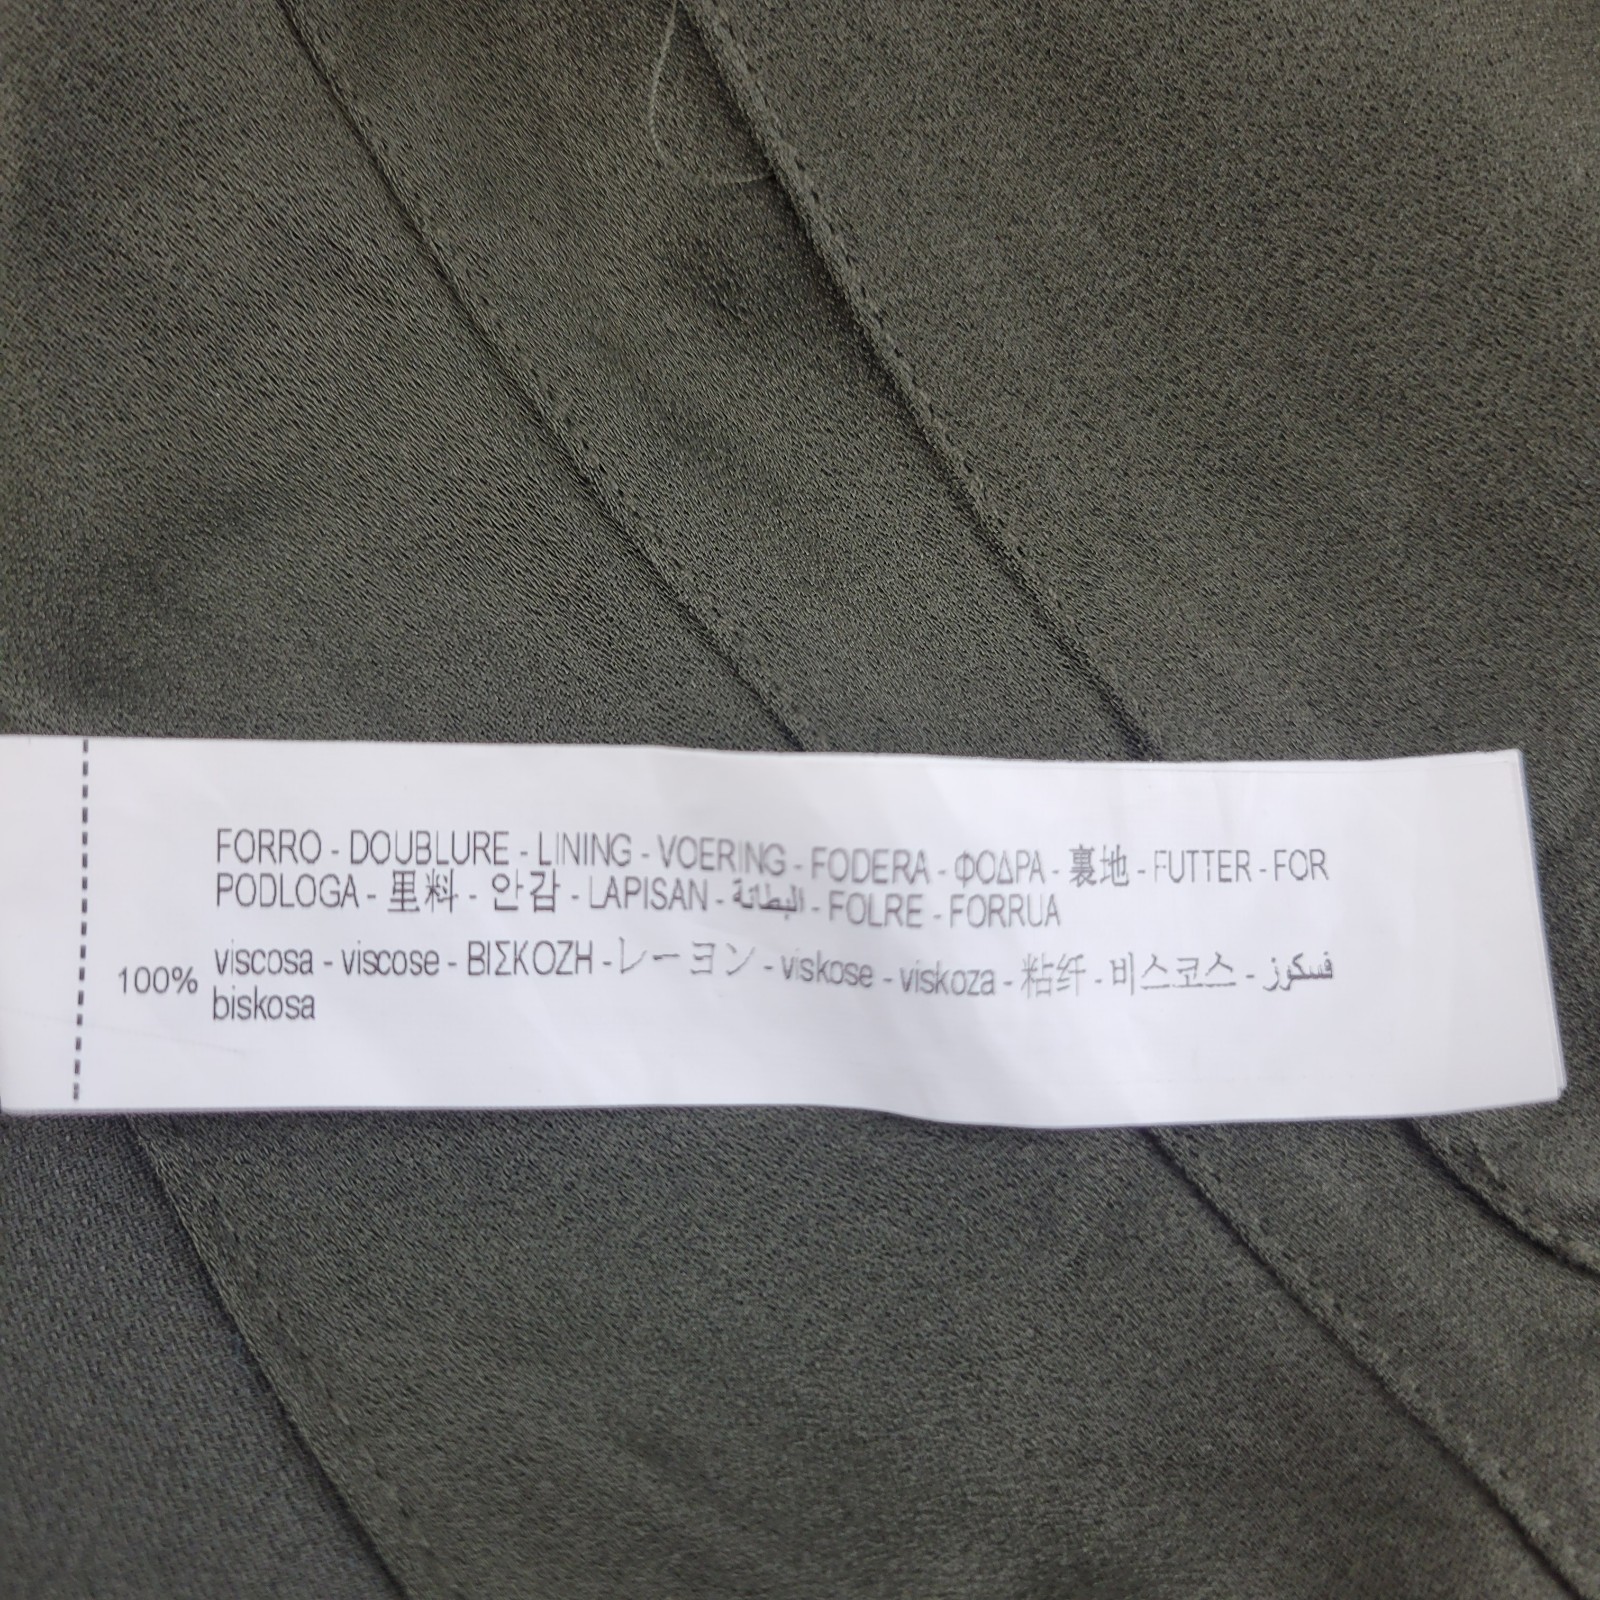 FORRO - DOUBLURE - LINING - VOERING - FODERA - ΦΟΔΡΑ - 裏地 - FUTTER - FOR
PODLOGA - 里料 - 안감 - LAPISAN - البطانة - FOLRE - FORRUA
100% viscosa - viscose - ΒΙΣΚΟΖΗ - レーヨン - viskose - viskoza - 粘纤 - 비스코스 - فسكوز
biskosa